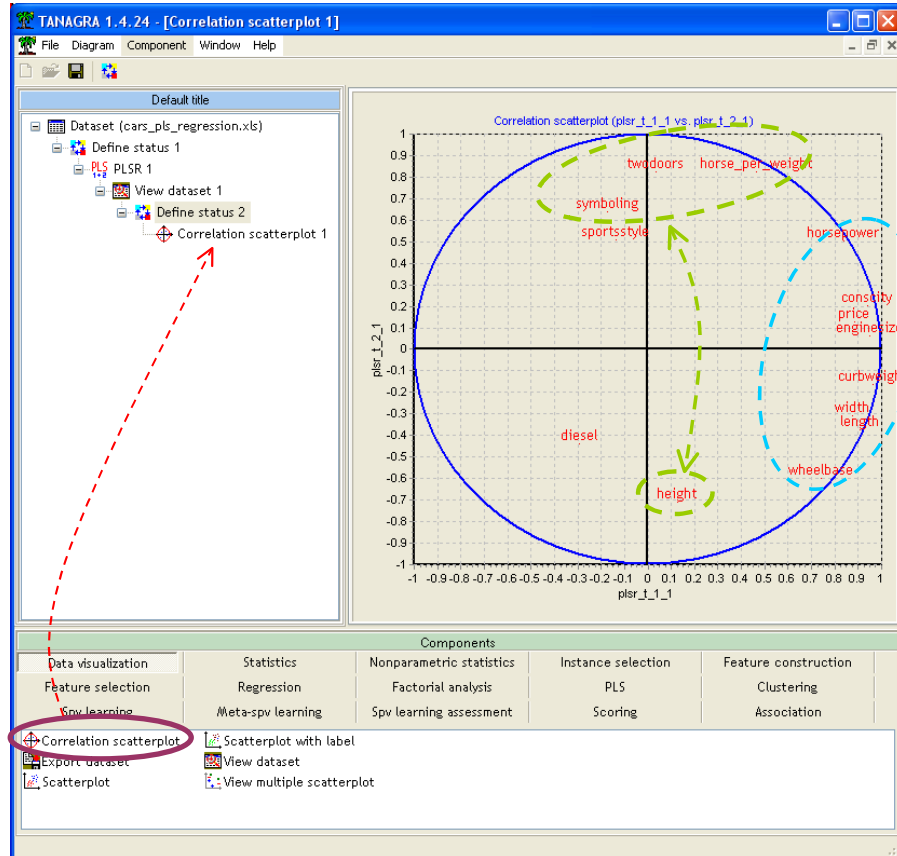 TANAGRA 1.4.24 - [Correlation scatterplot 1]
File Diagram Component Window Help
Default title
Dataset (cars_pls_regression.xls)
Define status 1
PLS 1+2 PLSR 1
View dataset 1
Define status 2
Correlation scatterplot 1
Correlation scatterplot (plsr_t_1_1 vs. plsr_t_2_1)
1
0.9
0.8
0.7
0.6
0.5
0.4
0.3
0.2
0.1
0
-0.1
-0.2
-0.3
-0.4
-0.5
-0.6
-0.7
-0.8
-0.9
-1
plsr_t_2_1
twodoors horse_per_weight
symboling
sportsstyle
horsepower
conscity
price
enginesize
curbweigh
width
length
diesel
wheelbase
height
-1 -0.9 -0.8 -0.7 -0.6 -0.5 -0.4 -0.3 -0.2 -0.1 0 0.1 0.2 0.3 0.4 0.5 0.6 0.7 0.8 0.9 1
plsr_t_1_1
Components
Data visualization Statistics Nonparametric statistics Instance selection Feature construction
Feature selection Regression Factorial analysis PLS Clustering
Spv learning Meta-spv learning Spv learning assessment Scoring Association
Correlation scatterplot Scatterplot with label
Export dataset View dataset
Scatterplot View multiple scatterplot